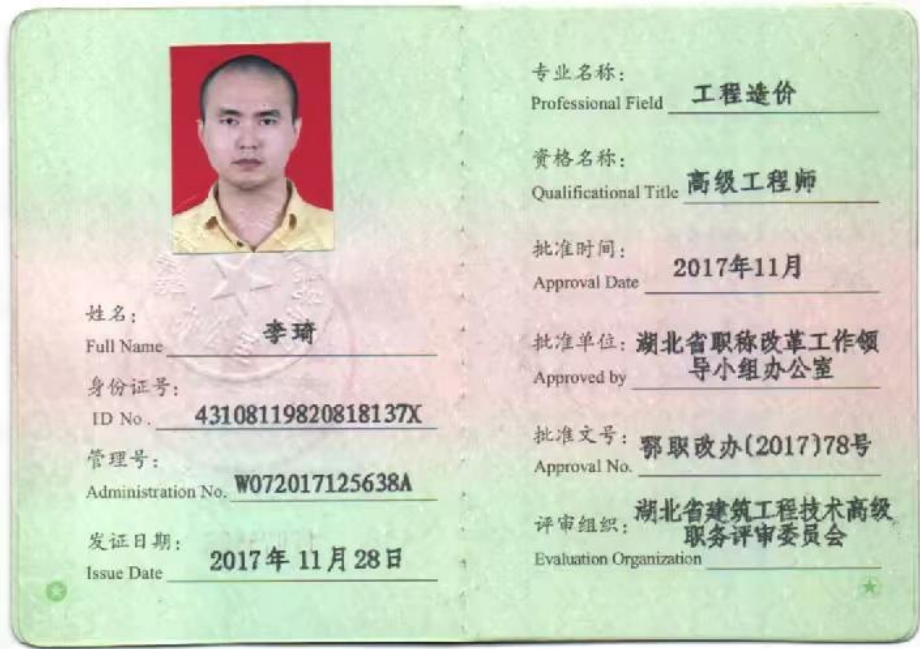 姓名:
Full Name 李琦
身份证号:
ID No. 43108119820818137X
管理号:
Administration No. W072017125638A
发证日期:
Issue Date 2017年11月28日
专业名称:
Professional Field 工程造价
资格名称:
Qualificational Title 高级工程师
批准时间:
Approval Date 2017年11月
批准单位: 湖北省职称改革工作领
Approved by 导小组办公室
批准文号:
Approval No. 鄂职改办(2017)78号
评审组织: 湖北省建筑工程技术高级
职务评审委员会
Evaluation Organization